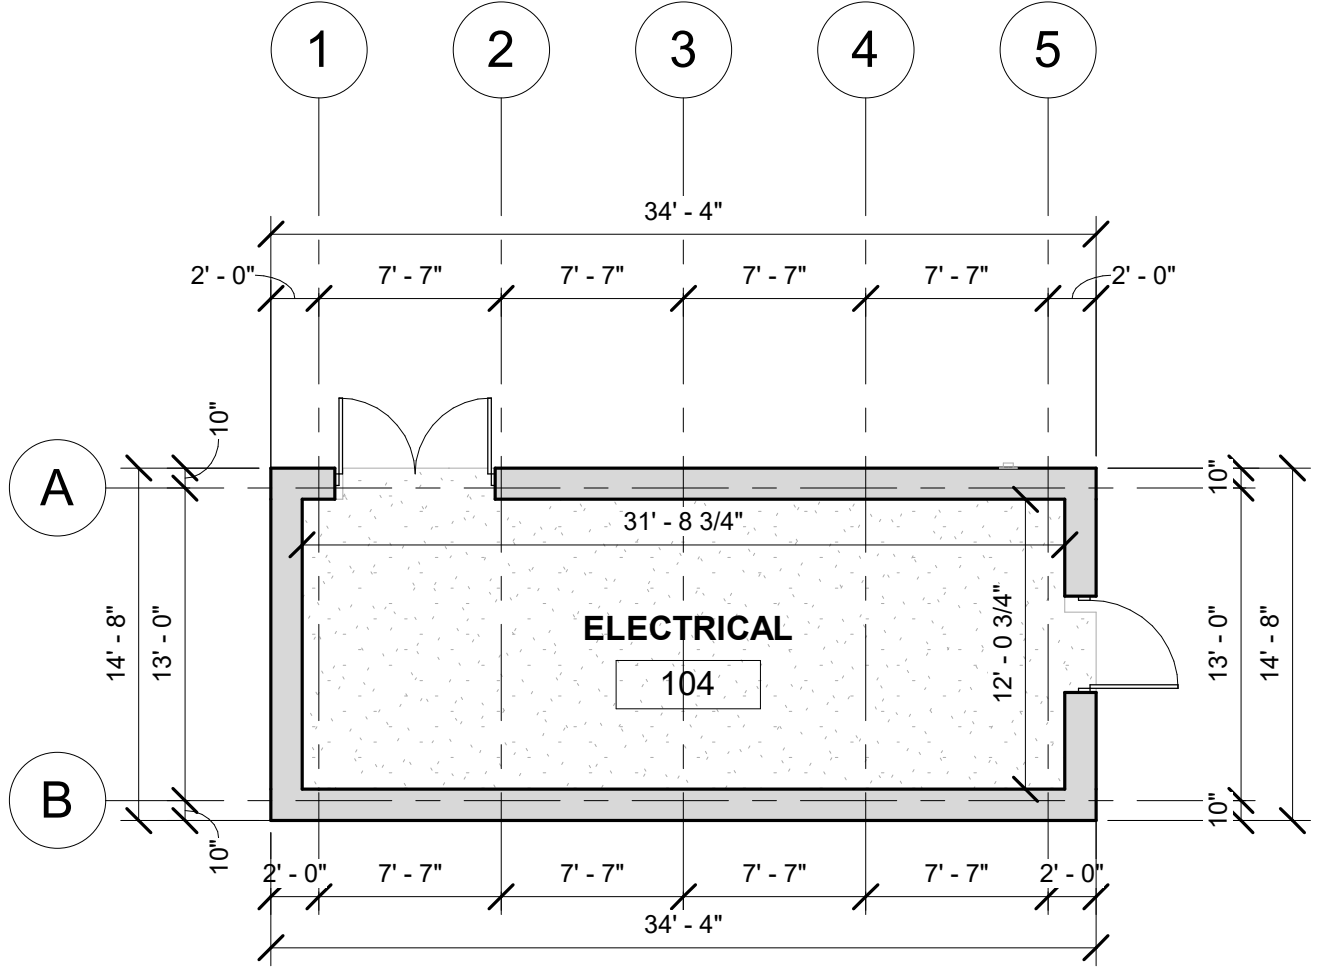 1 2 3 4 5
34' - 4"
2' - 0" 7' - 7" 7' - 7" 7' - 7" 7' - 7" 2' - 0"
10"
A
10"
31' - 8 3/4"
14' - 8"
13' - 0"
ELECTRICAL
104
12' - 0 3/4"
13' - 0"
14' - 8"
B
10"
10"
2' - 0" 7' - 7" 7' - 7" 7' - 7" 7' - 7" 2' - 0"
34' - 4"